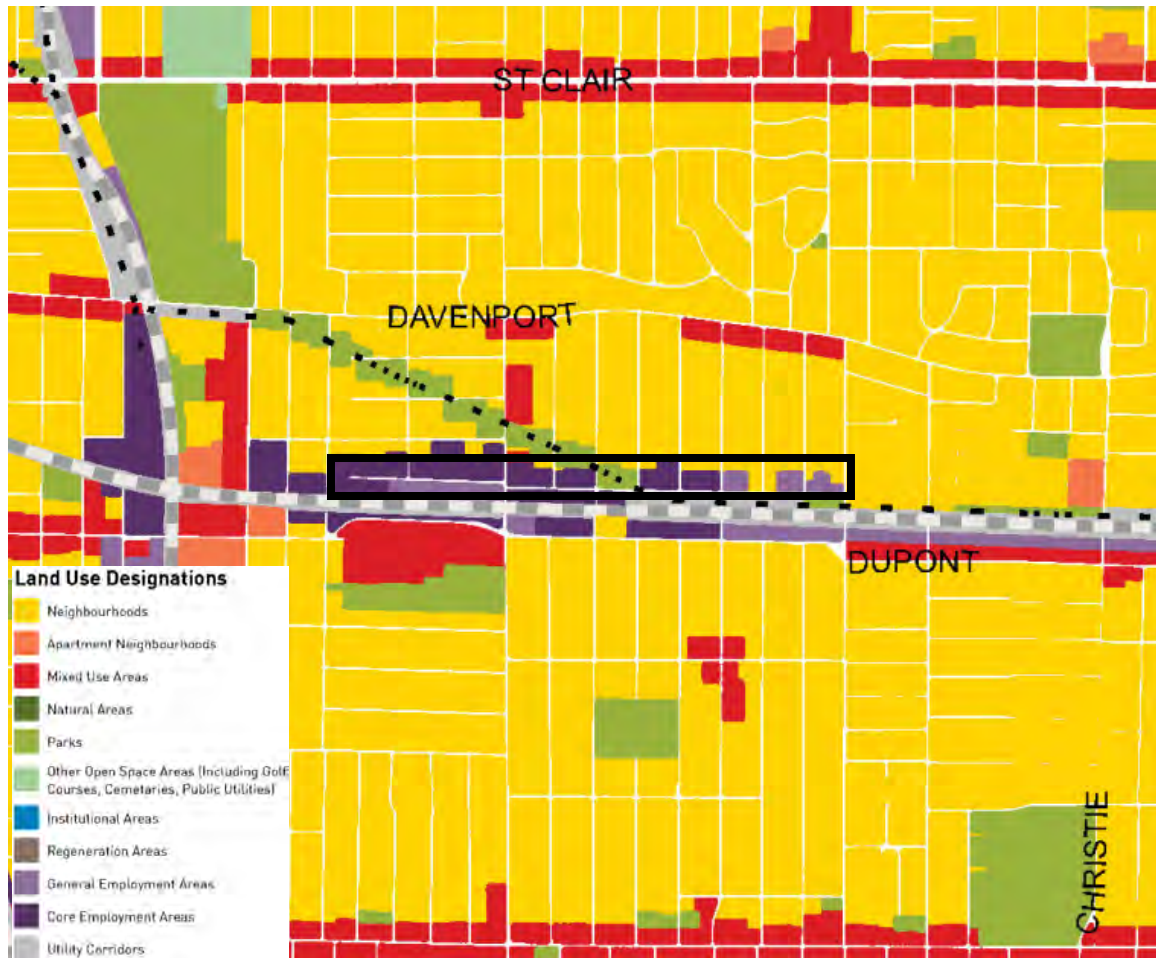 ST CLAIR
DAVENPORT
DUPONT
CHRISTIE
Land Use Designations
Neighbourhoods
Apartment Neighbourhoods
Mixed Use Areas
Natural Areas
Parks
Other Open Space Areas (Including Golf
Courses, Cemetaries, Public Utilities)
Institutional Areas
Regeneration Areas
General Employment Areas
Core Employment Areas
Utility Corridors